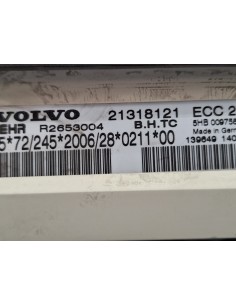 VOLVO 21318121 ECC 2
EHR R2653004 B.H.TC 5HB 00975
5*72/245*2006/28*0211*00 Made in Germ
139649 140